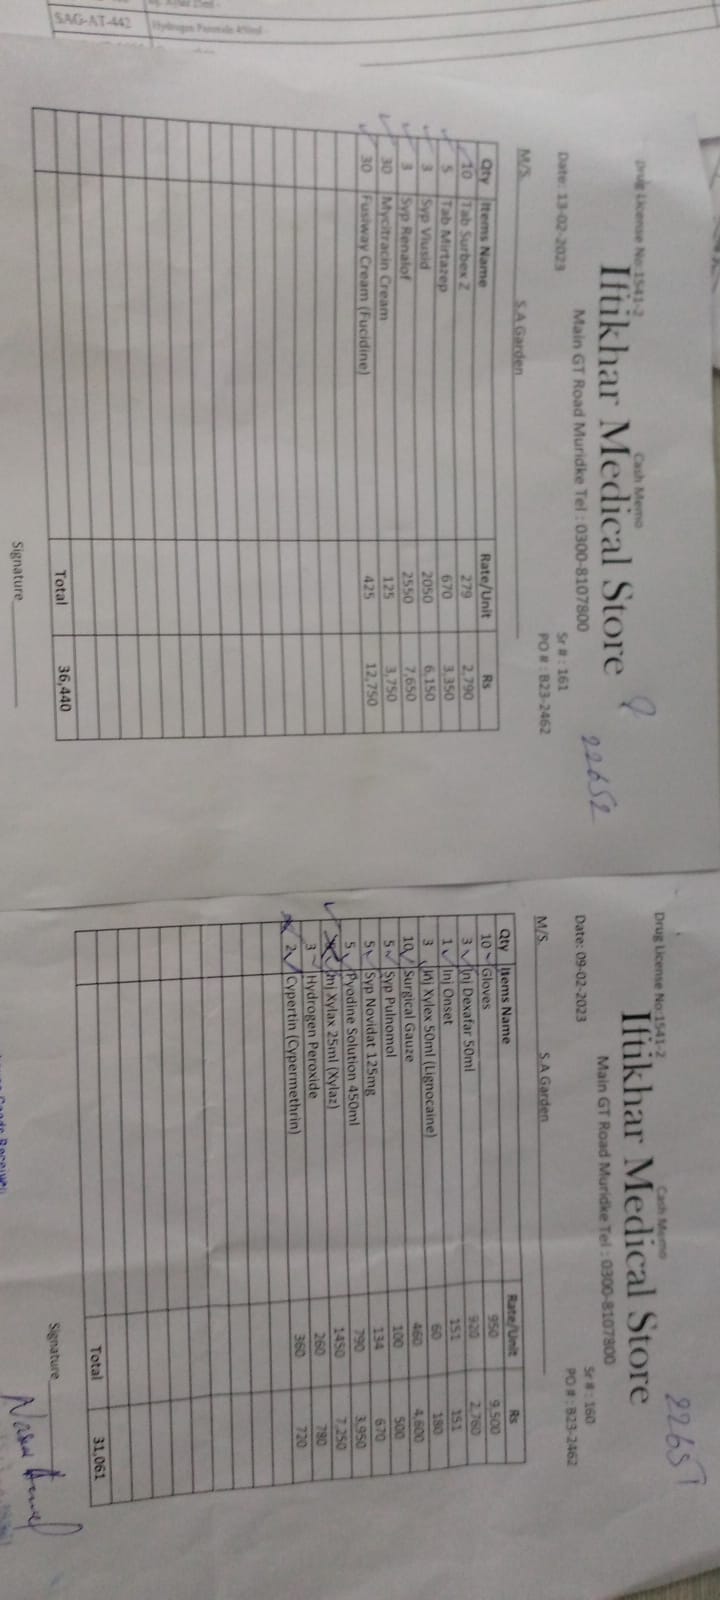 SAG-AT-442 Hydrogen Peroxide 450ml -
Drug License No:1541-2
Cash Memo
Iftikhar Medical Store
22652
Main GT Road Muridke Tel : 0300-8107800
Date: 13-02-2023 Sr # : 161
PO # : B23-2462
M/S. S.A Garden
Qty Items Name Rate/Unit Rs
10 Tab Surbex Z 279 2,790
5 Tab Mirtazep 670 3,350
3 Syp Vlusid 2050 6,150
3 Syp Renalof 2550 7,650
30 Mycitracin Cream 125 3,750
30 Fusiway Cream (Fucidine) 425 12,750
Total 36,440
Signature
Drug License No:1541-2
Cash Memo
22651
Iftikhar Medical Store
Main GT Road Muridke Tel : 0300-8107800
Date: 09-02-2023 Sr # : 160
PO # : B23-2462
M/S. S.A Garden
Qty Items Name Rate/Unit Rs
10 Gloves 950 9,500
3 Inj Dexafar 50ml 920 2,760
1 Inj Onset 151 151
3 Inj Xylex 50ml (Lignocaine) 60 180
10 Surgical Gauze 460 4,600
5 Syp Pulnomol 100 500
5 Syp Novidat 125mg 134 670
5 Pyodine Solution 450ml 790 3,950
Inj Xylax 25ml (Xylaz) 1450 7,250
3 Hydrogen Peroxide 260 780
2 Cypertin (Cypermethrin) 360 720
Total 31,061
Signature